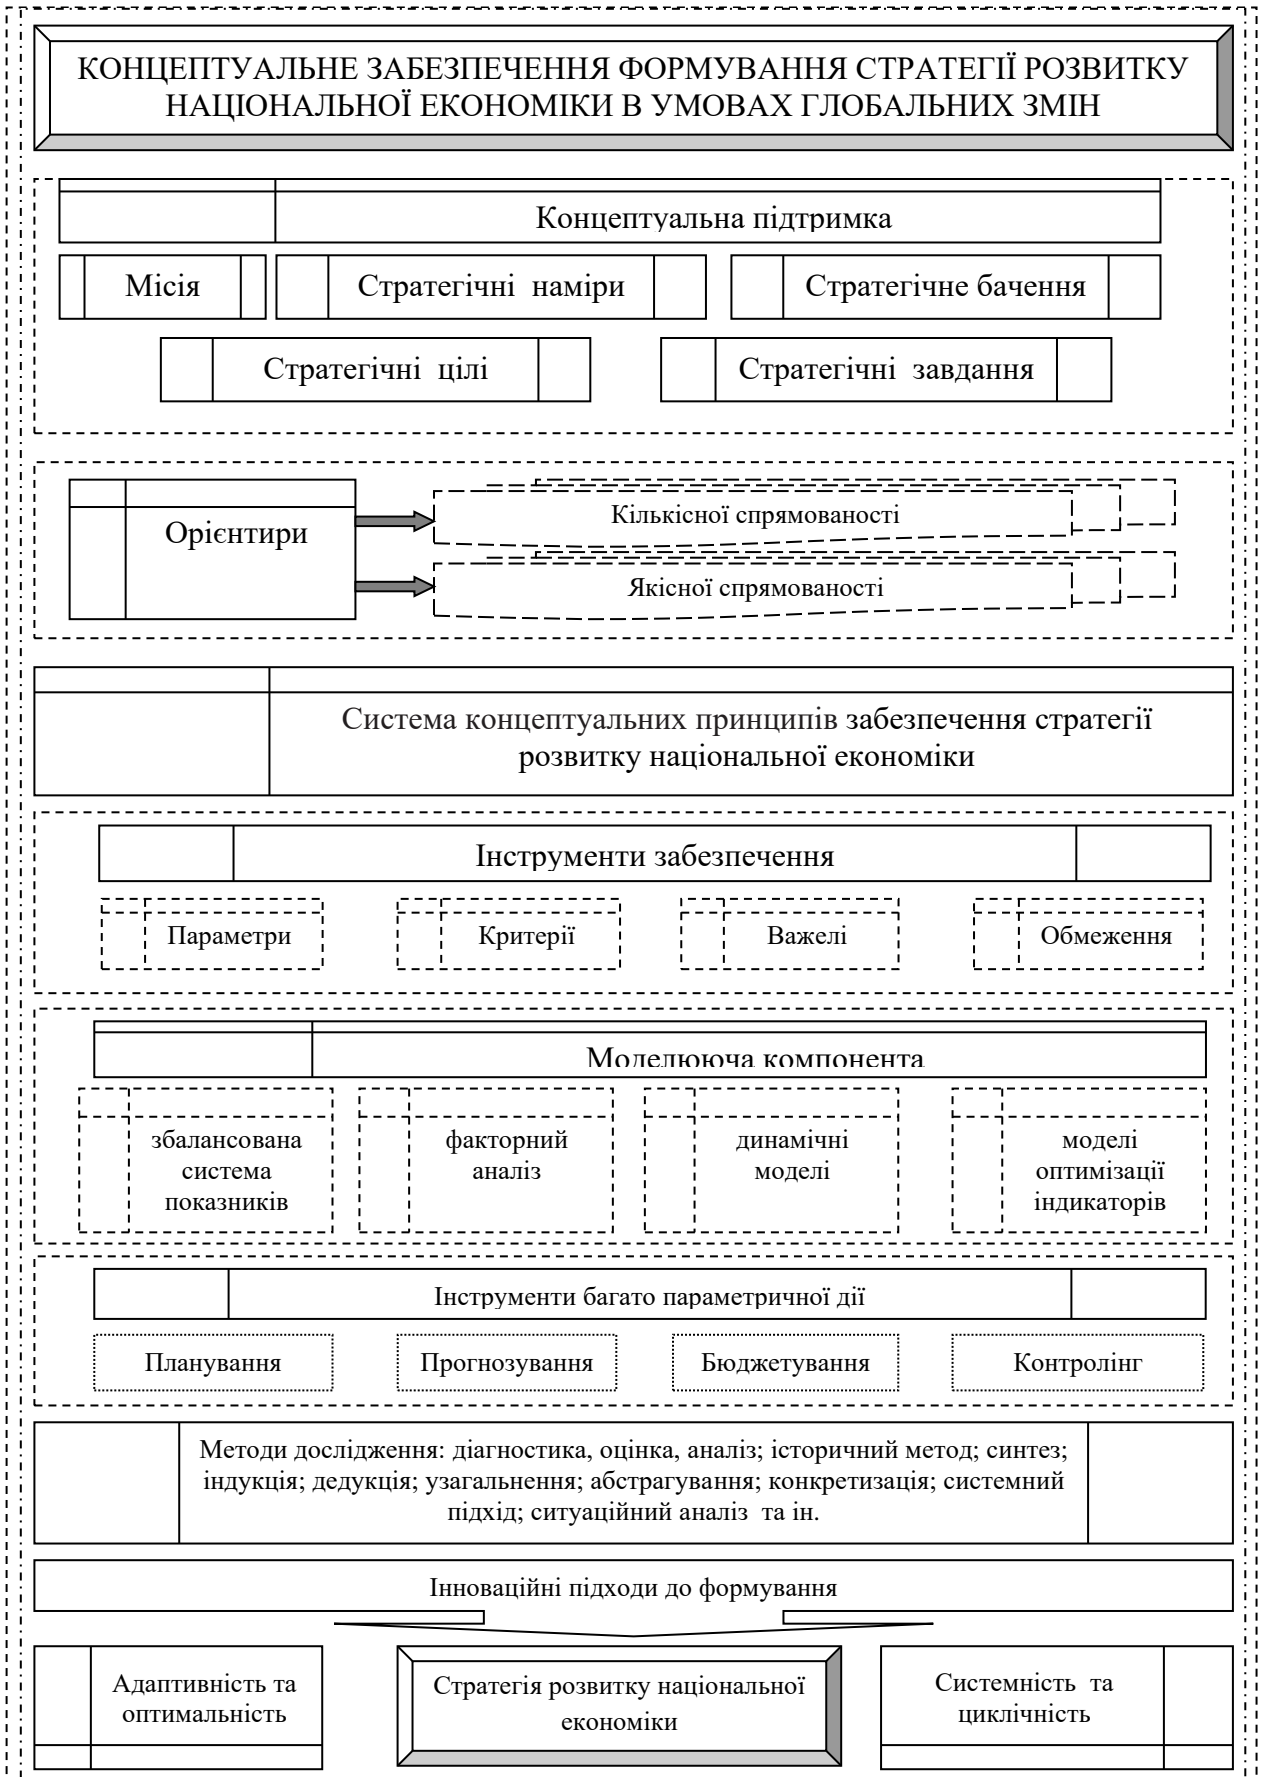 КОНЦЕПТУАЛЬНЕ ЗАБЕЗПЕЧЕННЯ ФОРМУВАННЯ СТРАТЕГІЇ РОЗВИТКУ
НАЦІОНАЛЬНОЇ ЕКОНОМІКИ В УМОВАХ ГЛОБАЛЬНИХ ЗМІН
Концептуальна підтримка
Місія
Стратегічні наміри
Стратегічне бачення
Стратегічні цілі
Стратегічні завдання
Орієнтири
Кількісної спрямованості
Якісної спрямованості
Система концептуальних принципів забезпечення стратегії
розвитку національної економіки
Інструменти забезпечення
Параметри
Критерії
Важелі
Обмеження
Моделююча компонента
збалансована
система
показників
факторний
аналіз
динамічні
моделі
моделі
оптимізації
індикаторів
Інструменти багато параметричної дії
Планування
Прогнозування
Бюджетування
Контролінг
Методи дослідження: діагностика, оцінка, аналіз; історичний метод; синтез;
індукція; дедукція; узагальнення; абстрагування; конкретизація; системний
підхід; ситуаційний аналіз та ін.
Інноваційні підходи до формування
Адаптивність та
оптимальність
Стратегія розвитку національної
економіки
Системність та
циклічність